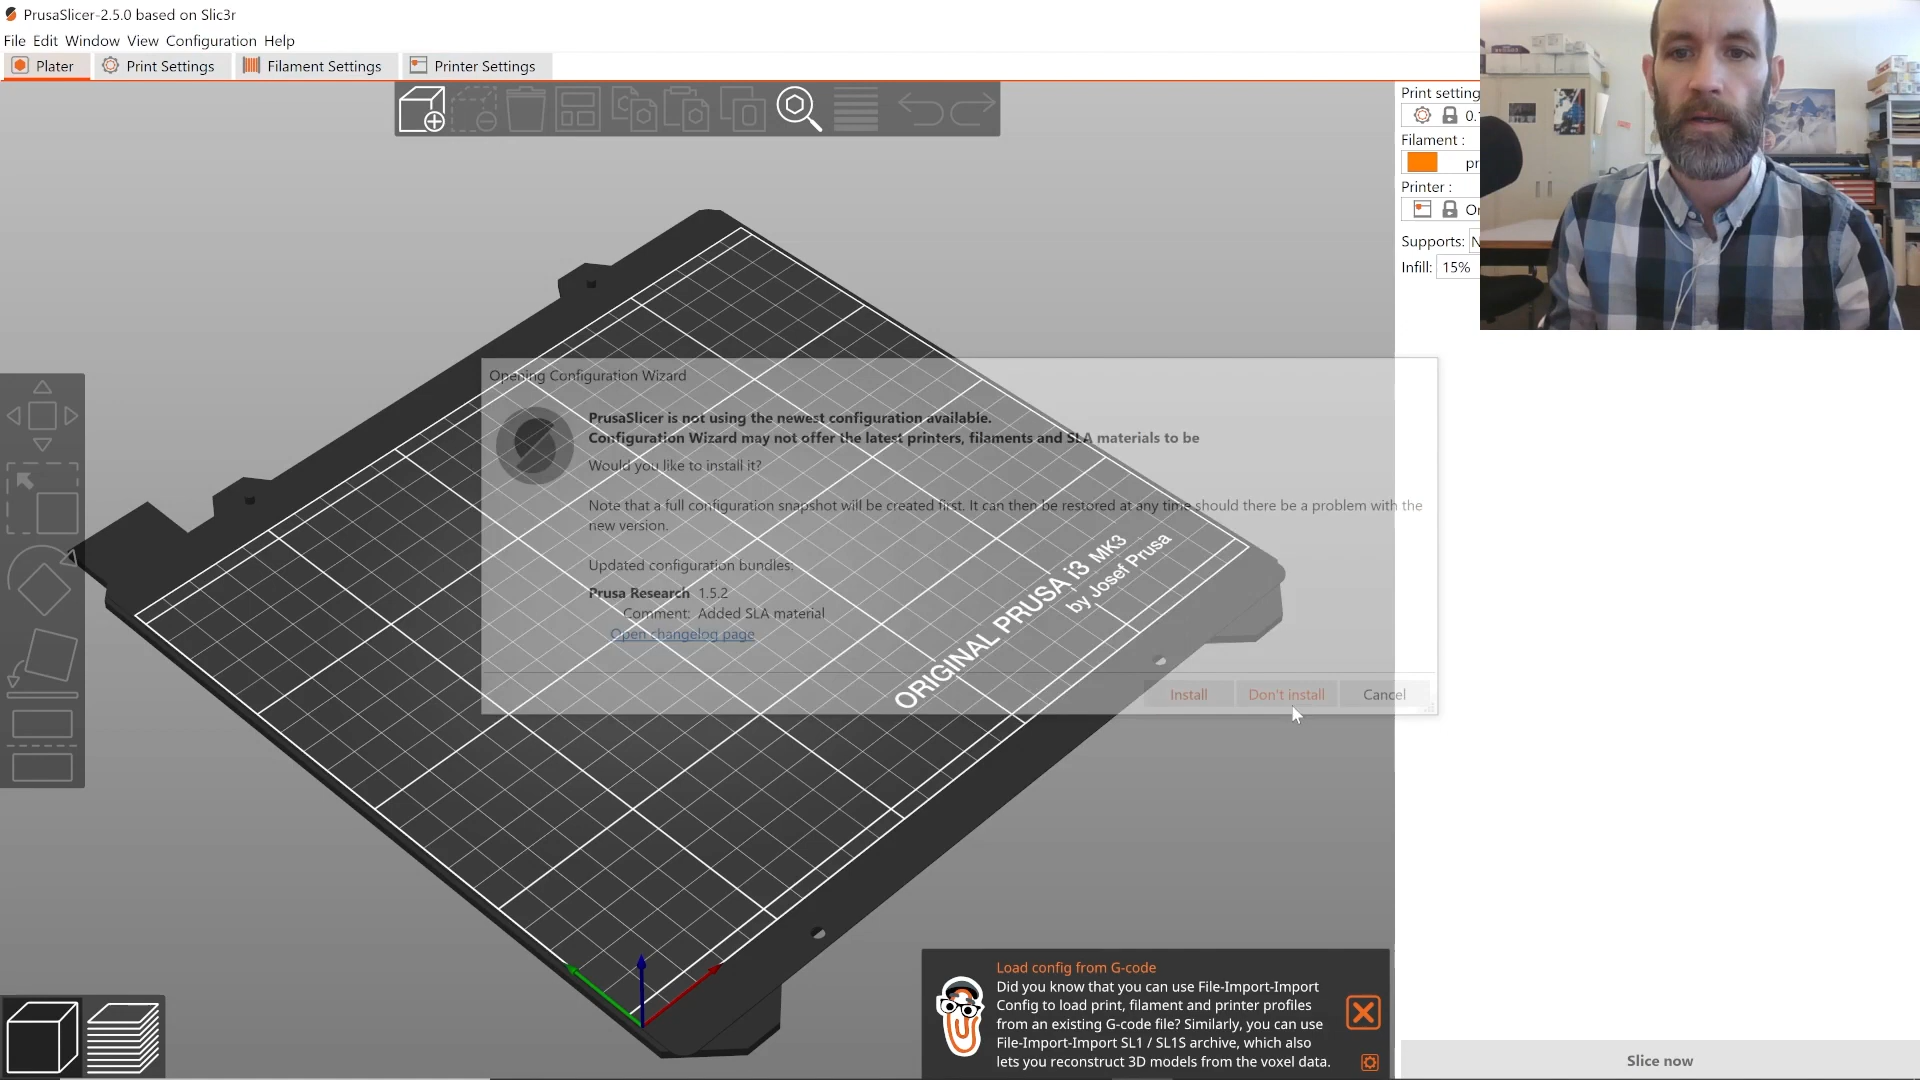 PrusaSlicer-2.5.0 based on Slic3r
File Edit Window View Configuration Help
Plater Print Settings Filament Settings Printer Settings
Print setting
0.
Filament :
pr
Printer :
Or
Supports: N
Infill: 15%
Opening Configuration Wizard
PrusaSlicer is not using the newest configuration available.
Configuration Wizard may not offer the latest printers, filaments and SLA materials to be
Would you like to install it?
Note that a full configuration snapshot will be created first. It can then be restored at any time should there be a problem with the
new version.
Updated configuration bundles:
Prusa Research 1.5.2
Comment: Added SLA material
Open changelog page
Install Don't install Cancel
ORIGINAL PRUSA i3 MK3
by Josef Prusa
Load config from G-code
Did you know that you can use File-Import-Import
Config to load print, filament and printer profiles
from an existing G-code file? Similarly, you can use
File-Import-Import SL1 / SL1S archive, which also
lets you reconstruct 3D models from the voxel data.
Slice now